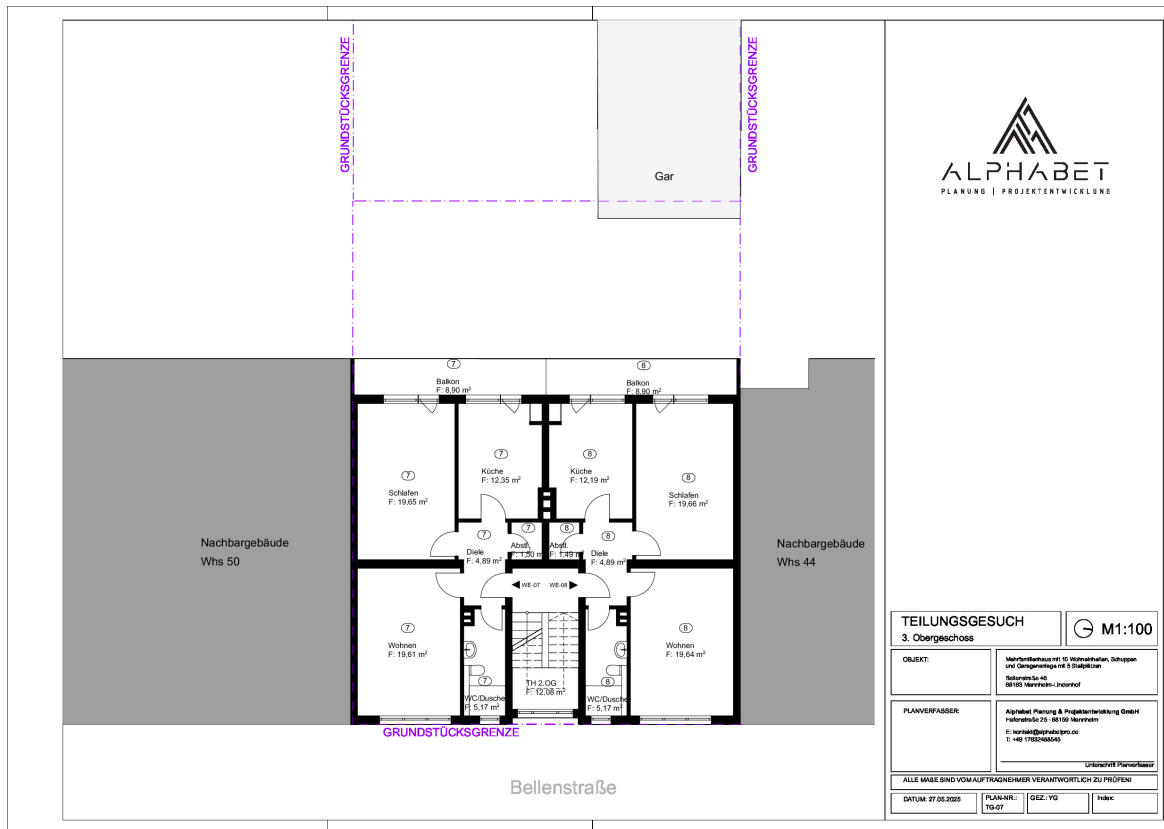 GRUNDSTÜCKSGRENZE
GRUNDSTÜCKSGRENZE
Gar
7
Balkon
F: 8,90 m²
8
Balkon
F: 8,90 m²
7
Schlafen
F: 19,65 m²
7
Küche
F: 12,35 m²
8
Küche
F: 12,19 m²
8
Schlafen
F: 19,66 m²
7
Diele
F: 4,89 m²
7
Abstl.
F: 1,50 m
8
Abstl.
F: 1,49 m
8
Diele
F: 4,89 m²
WE-07
WE-08
7
Wohnen
F: 19,61 m²
7
WC/Dusche
F: 5,17 m²
TH 2.OG
F: 12,08 m²
8
WC/Dusche
F: 5,17 m²
8
Wohnen
F: 19,64 m²
Nachbargebäude
Whs 50
Nachbargebäude
Whs 44
GRUNDSTÜCKSGRENZE
Bellenstraße
ALPHABET
PLANUNG | PROJEKTENTWICKLUNG
TEILUNGSGESUCH
3. Obergeschoss
M1:100
OBJEKT:
Mehrfamilienhaus mit 10 Wohneinheiten, Schuppen
und Garagenanlage mit 5 Stellplätzen
Bellenstraße 46
68163 Mannheim-Lindenhof
PLANVERFASSER:
Alphabet Planung & Projektentwicklung GmbH
Hafenstraße 25 · 68159 Mannheim
E: kontakt@alphabetpro.de
T: +49 17632488545
Unterschrift Planverfasser
ALLE MAßE SIND VOM AUFTRAGNEHMER VERANTWORTLICH ZU PRÜFEN!
DATUM: 27.05.2025
PLAN-NR.:
TG-07
GEZ.: YG
Index: